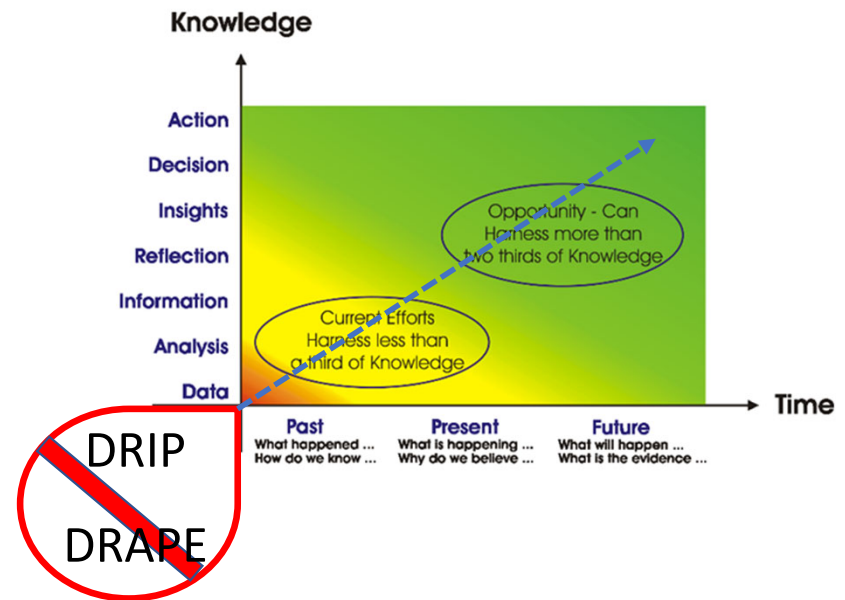 Knowledge
Action
Decision
Insights
Reflection
Information
Analysis
Data
Opportunity - Can
Harness more than
two thirds of Knowledge
Current Efforts
Harness less than
a third of Knowledge
Time
Past
What happened ...
How do we know ...
Present
What is happening ...
Why do we believe ...
Future
What will happen ...
What is the evidence ...
DRIP
DRAPE